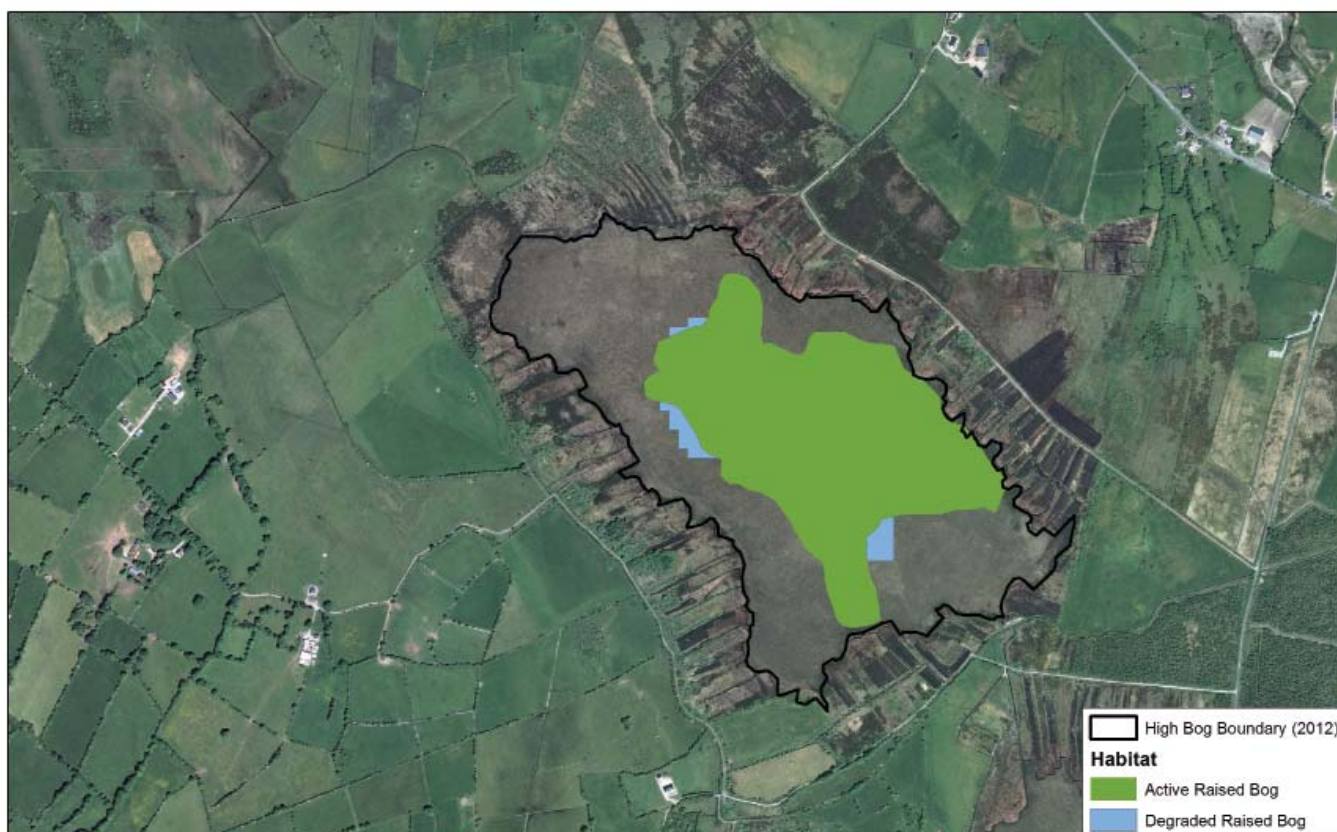 High Bog Boundary (2012)
Habitat
Active Raised Bog
Degraded Raised Bog